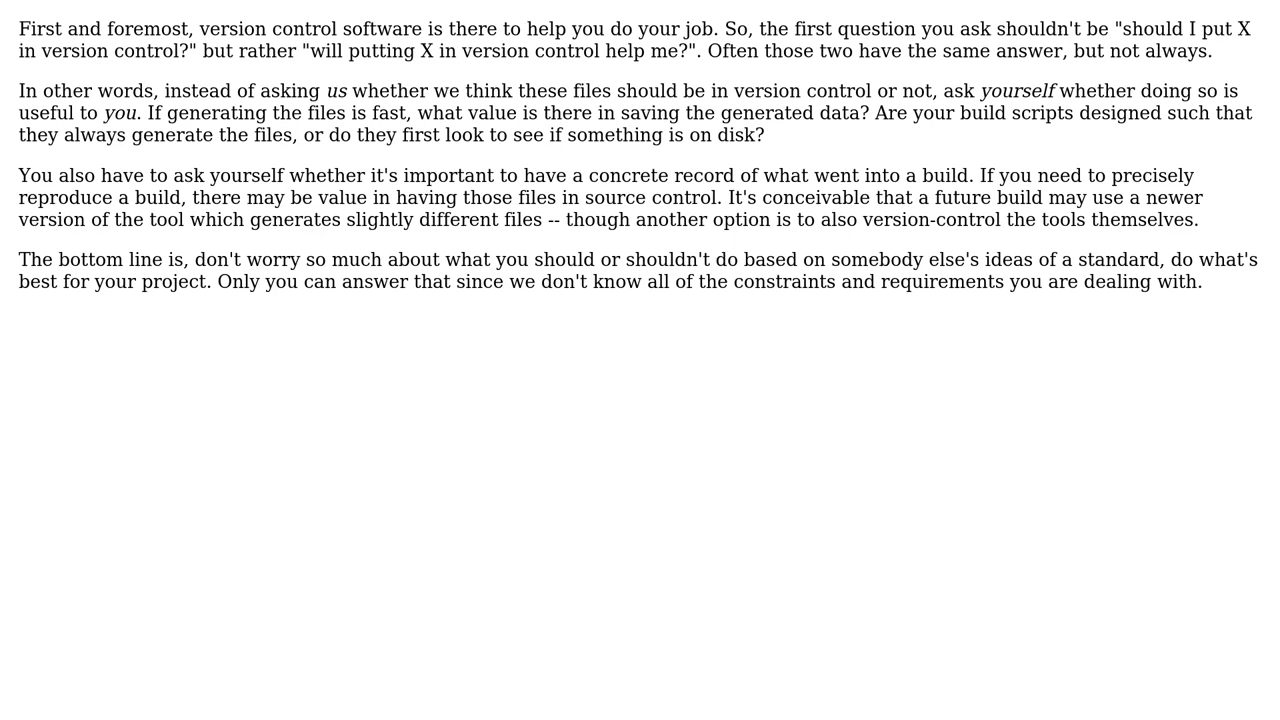 First and foremost, version control software is there to help you do your job. So, the first question you ask shouldn't be "should I put X
in version control?" but rather "will putting X in version control help me?". Often those two have the same answer, but not always.
In other words, instead of asking us whether we think these files should be in version control or not, ask yourself whether doing so is
useful to you. If generating the files is fast, what value is there in saving the generated data? Are your build scripts designed such that
they always generate the files, or do they first look to see if something is on disk?
You also have to ask yourself whether it's important to have a concrete record of what went into a build. If you need to precisely
reproduce a build, there may be value in having those files in source control. It's conceivable that a future build may use a newer
version of the tool which generates slightly different files -- though another option is to also version-control the tools themselves.
The bottom line is, don't worry so much about what you should or shouldn't do based on somebody else's ideas of a standard, do what's
best for your project. Only you can answer that since we don't know all of the constraints and requirements you are dealing with.